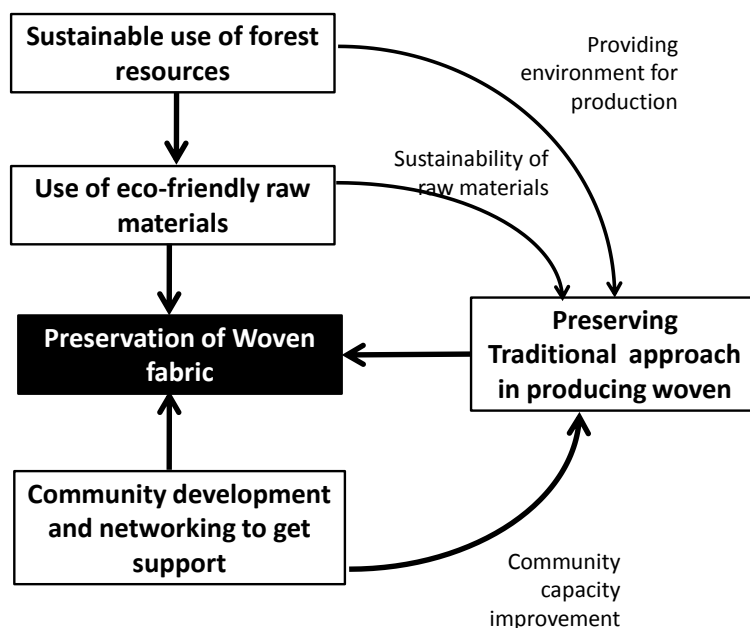 Sustainable use of forest
resources
Providing
environment for
production
Sustainability of
raw materials
Use of eco-friendly raw
materials
Preservation of Woven
fabric
Preserving
Traditional approach
in producing woven
Community development
and networking to get
support
Community
capacity
improvement